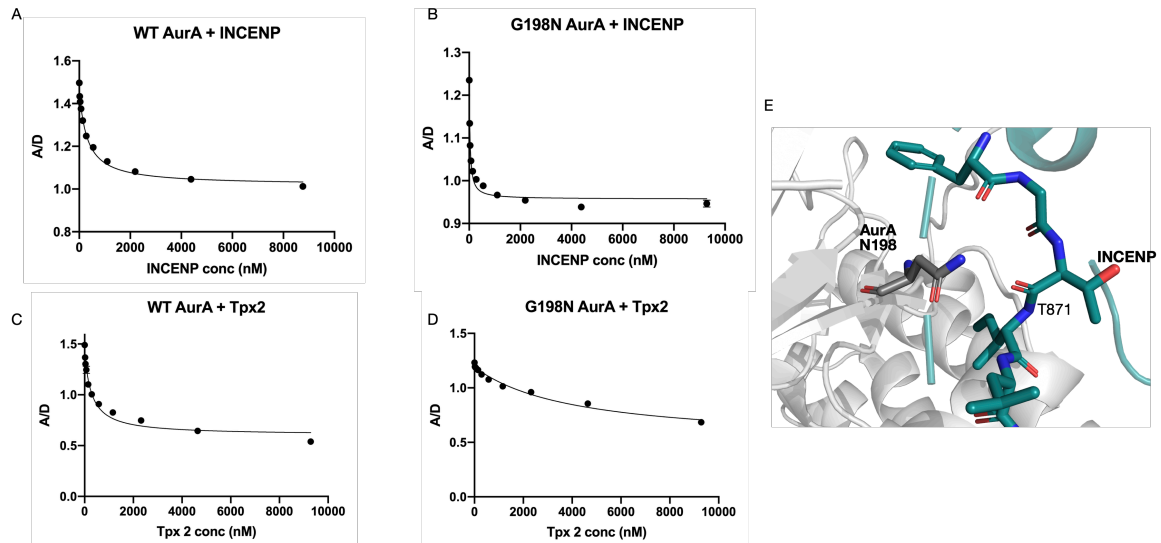 A
WT AurA + INCENP
1.6
1.4
1.2
1.0
0.8
A/D
0 2000 4000 6000 8000 10000
INCENP conc (nM)
B
G198N AurA + INCENP
1.3
1.2
1.1
1.0
0.9
A/D
0 2000 4000 6000 8000 10000
INCENP conc (nM)
C
WT AurA + Tpx2
1.5
1.0
0.5
0.0
A/D
0 2000 4000 6000 8000 10000
Tpx 2 conc (nM)
D
G198N AurA + Tpx2
1.5
1.0
0.5
0.0
A/D
0 2000 4000 6000 8000 10000
Tpx 2 conc (nM)
E
AurA
N198
INCENP
T871